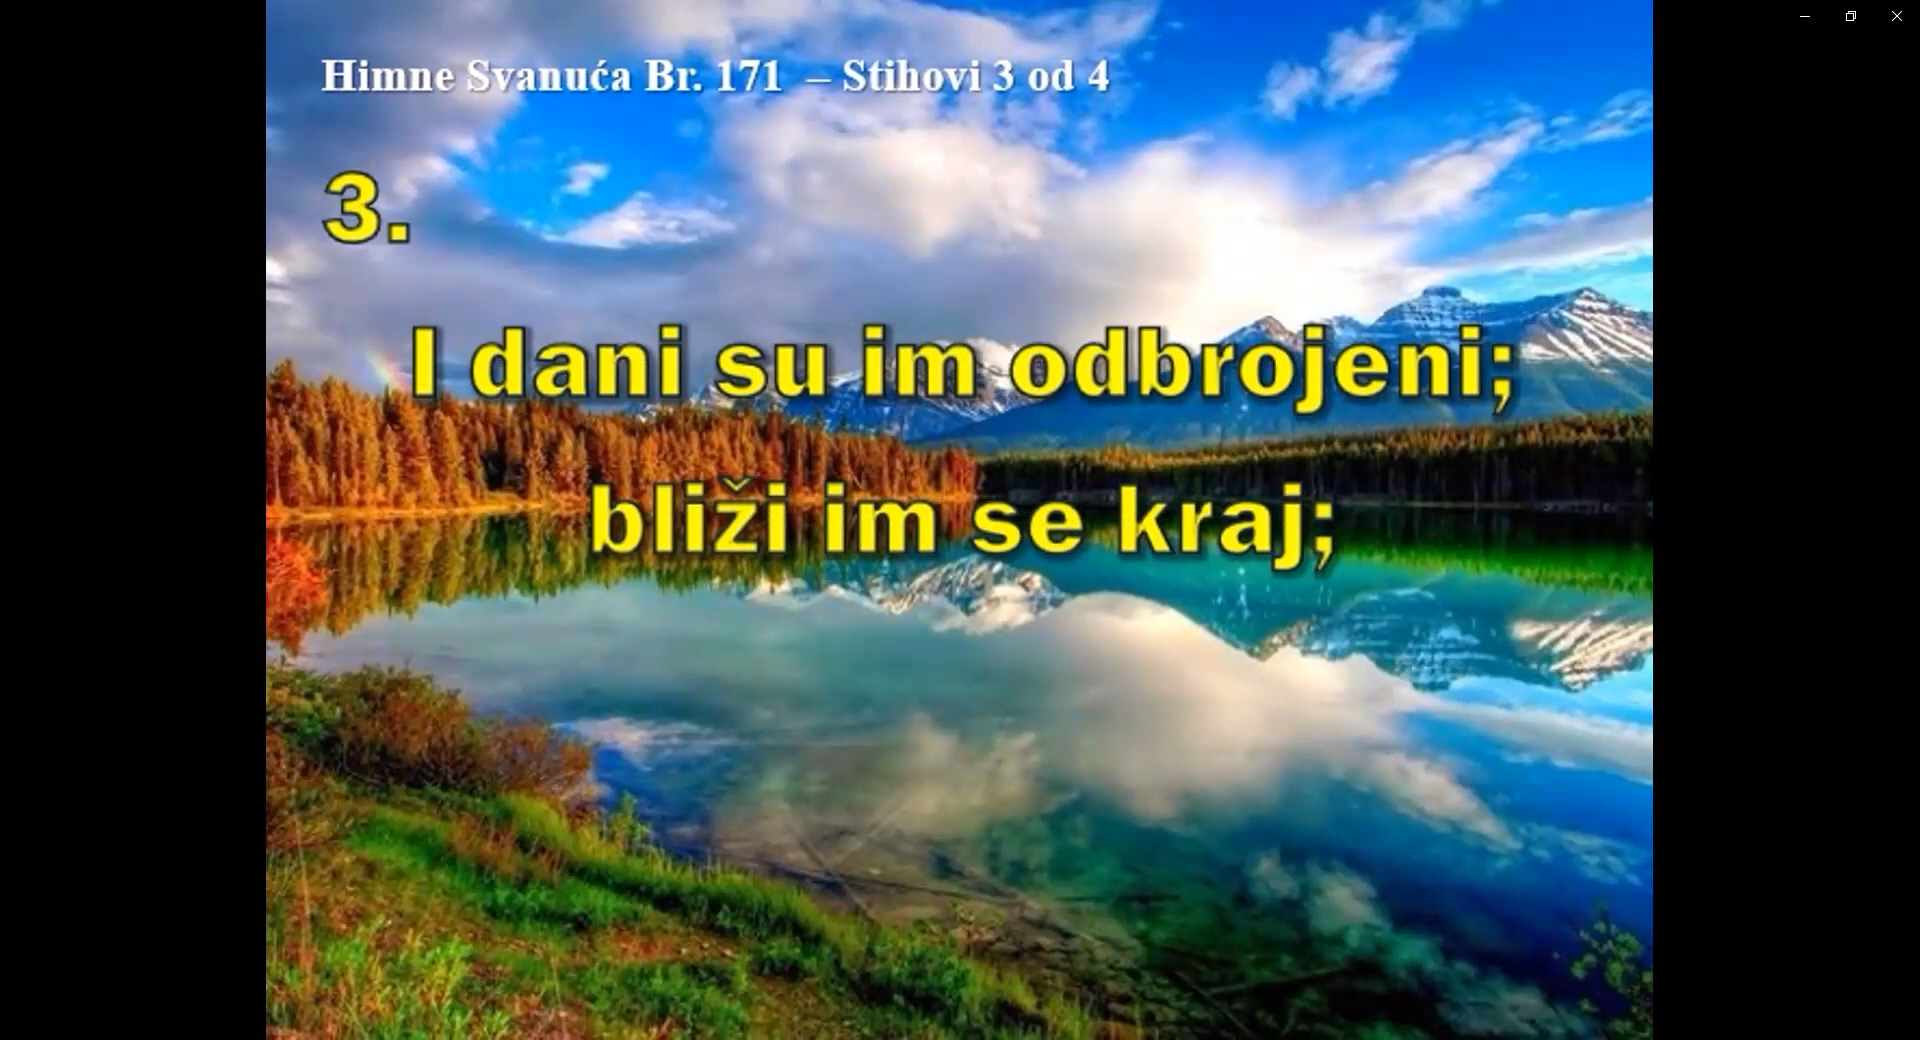 Himne Svanuća Br. 171 – Stihovi 3 od 4
3.
I dani su im odbrojeni;
bliži im se kraj;